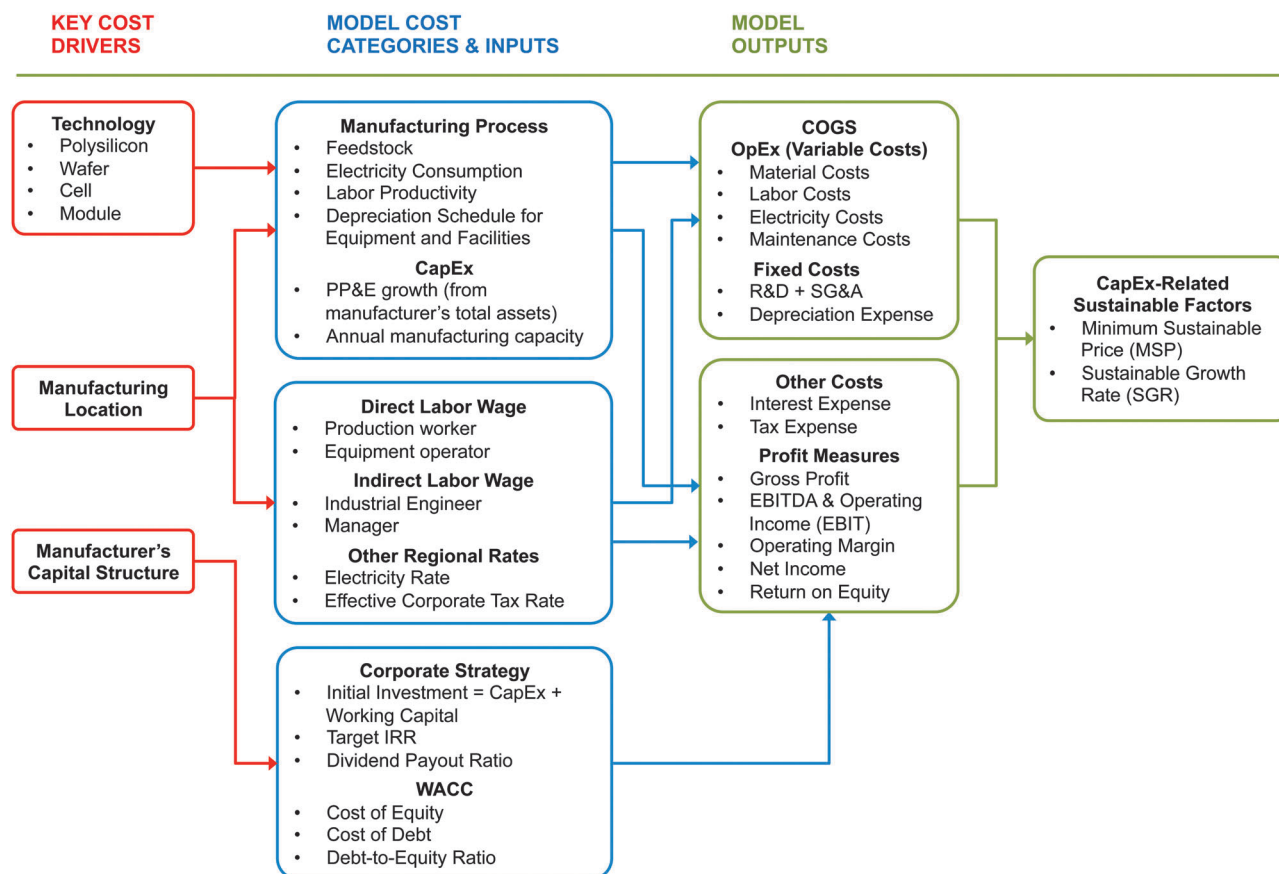 KEY COST
DRIVERS
MODEL COST
CATEGORIES & INPUTS
MODEL
OUTPUTS
Technology
• Polysilicon
• Wafer
• Cell
• Module
Manufacturing
Location
Manufacturer’s
Capital Structure
Manufacturing Process
• Feedstock
• Electricity Consumption
• Labor Productivity
• Depreciation Schedule for
Equipment and Facilities
CapEx
• PP&E growth (from
manufacturer’s total assets)
• Annual manufacturing capacity
Direct Labor Wage
• Production worker
• Equipment operator
Indirect Labor Wage
• Industrial Engineer
• Manager
Other Regional Rates
• Electricity Rate
• Effective Corporate Tax Rate
Corporate Strategy
• Initial Investment = CapEx +
Working Capital
• Target IRR
• Dividend Payout Ratio
WACC
• Cost of Equity
• Cost of Debt
• Debt-to-Equity Ratio
COGS
OpEx (Variable Costs)
• Material Costs
• Labor Costs
• Electricity Costs
• Maintenance Costs
Fixed Costs
• R&D + SG&A
• Depreciation Expense
Other Costs
• Interest Expense
• Tax Expense
Profit Measures
• Gross Profit
• EBITDA & Operating
Income (EBIT)
• Operating Margin
• Net Income
• Return on Equity
CapEx-Related
Sustainable Factors
• Minimum Sustainable
Price (MSP)
• Sustainable Growth
Rate (SGR)